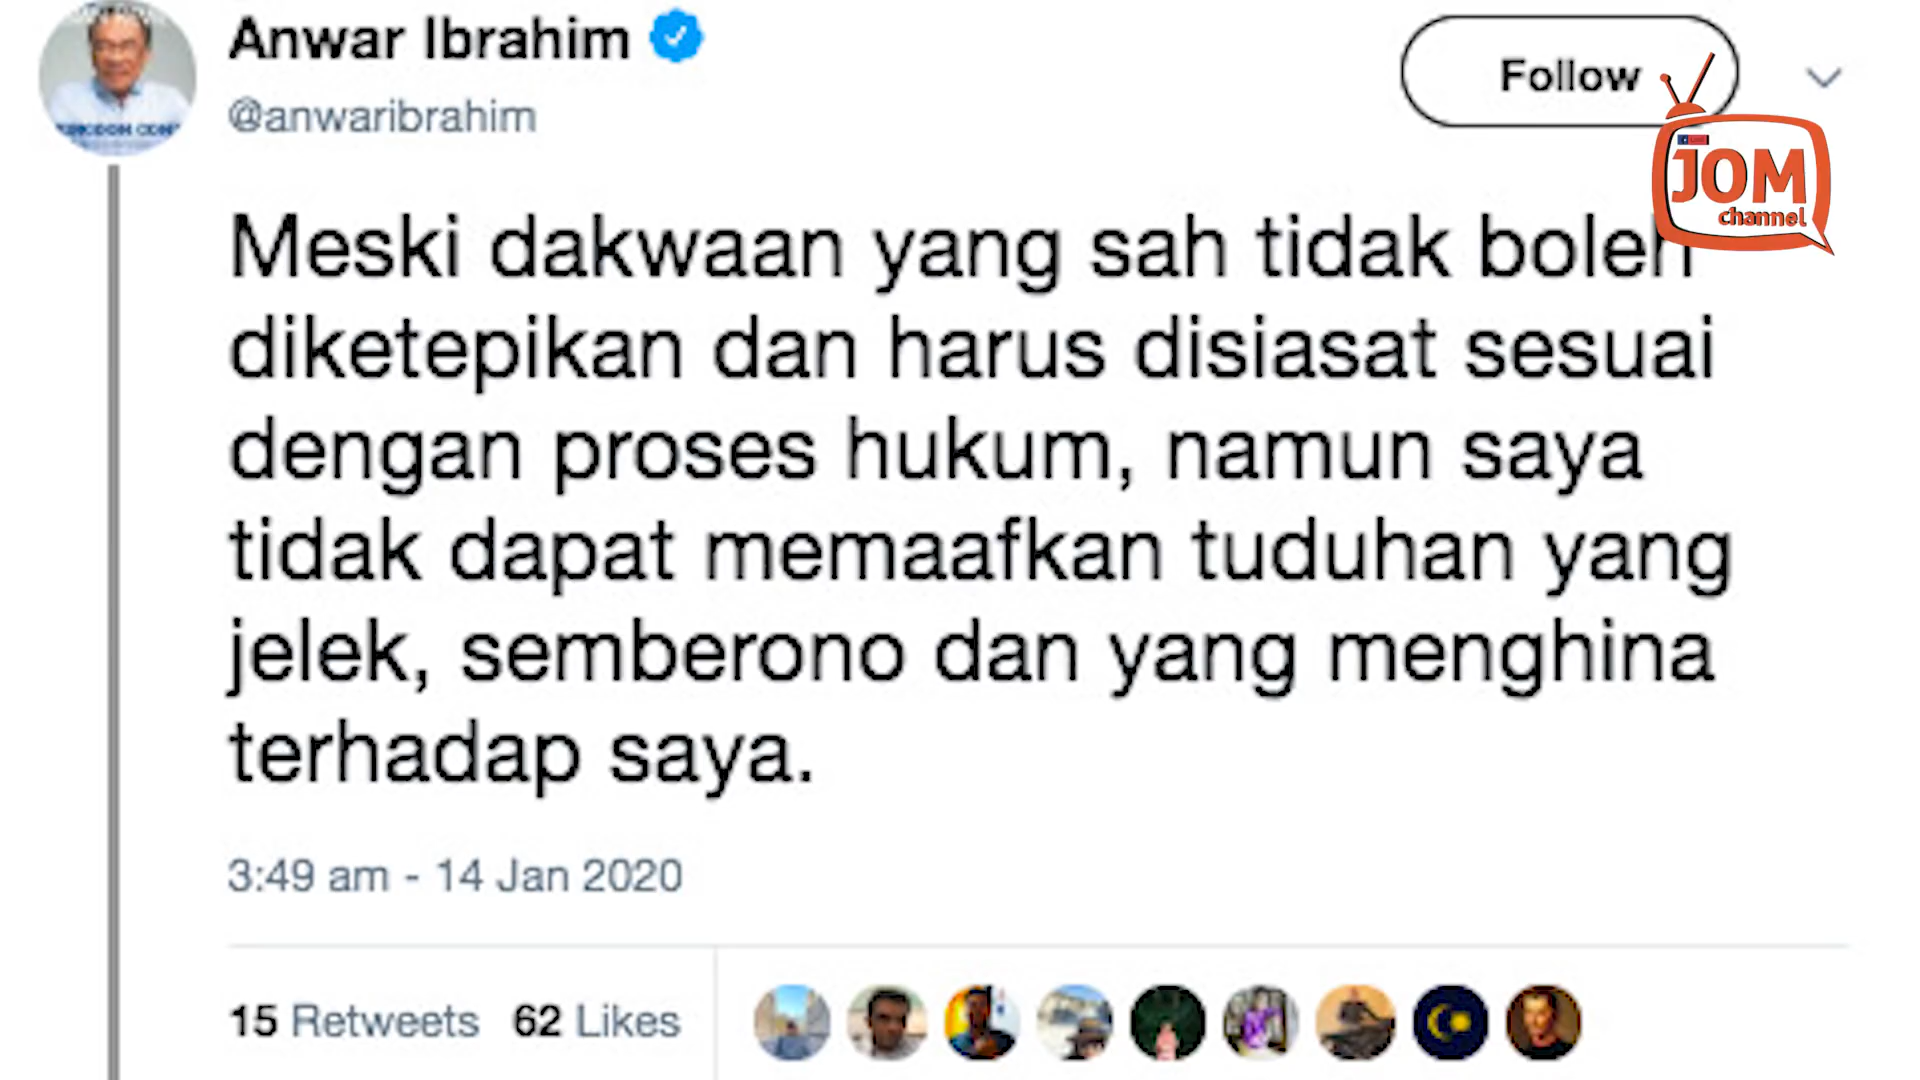 Anwar Ibrahim
@anwaribrahim
Follow
JOM
channel
Meski dakwaan yang sah tidak boleh
diketepikan dan harus disiasat sesuai
dengan proses hukum, namun saya
tidak dapat memaafkan tuduhan yang
jelek, semberono dan yang menghina
terhadap saya.
3:49 am - 14 Jan 2020
15 Retweets 62 Likes